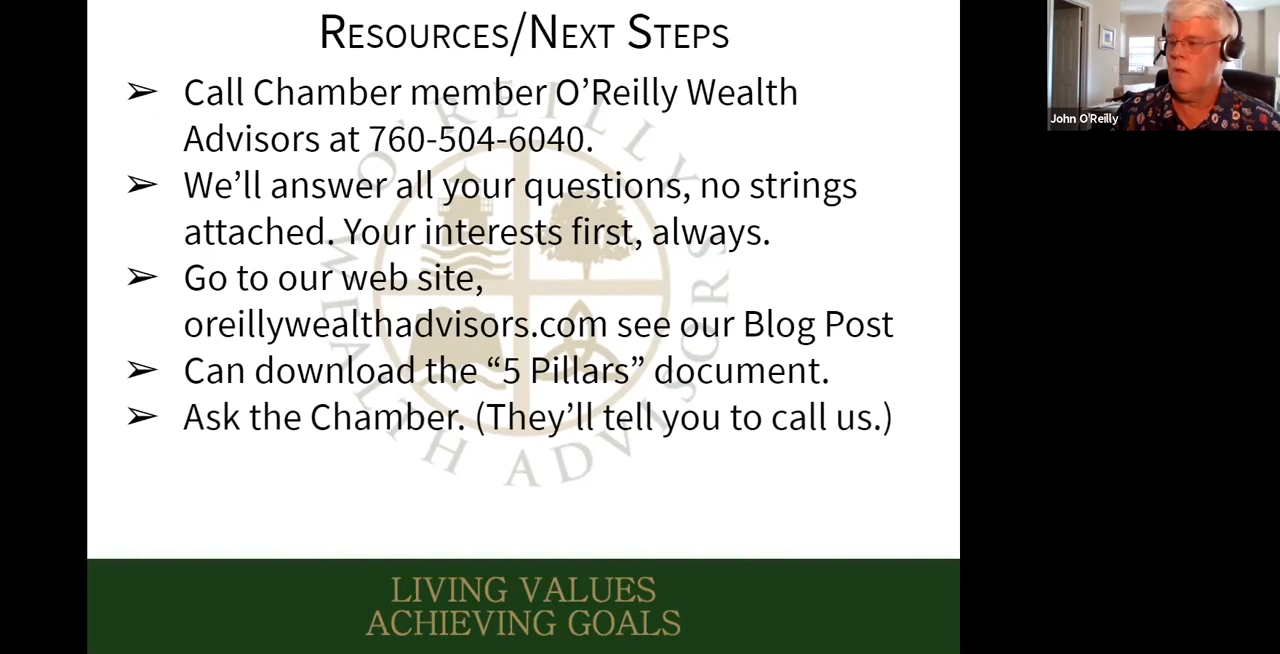 RESOURCES/NEXT STEPS
➢ Call Chamber member O’Reilly Wealth
Advisors at 760-504-6040.
➢ We’ll answer all your questions, no strings
attached. Your interests first, always.
➢ Go to our web site,
oreillywealthadvisors.com see our Blog Post
➢ Can download the “5 Pillars” document.
➢ Ask the Chamber. (They’ll tell you to call us.)
O'REILLY
WEALTH ADVISORS
LIVING VALUES
ACHIEVING GOALS
John O'Reilly